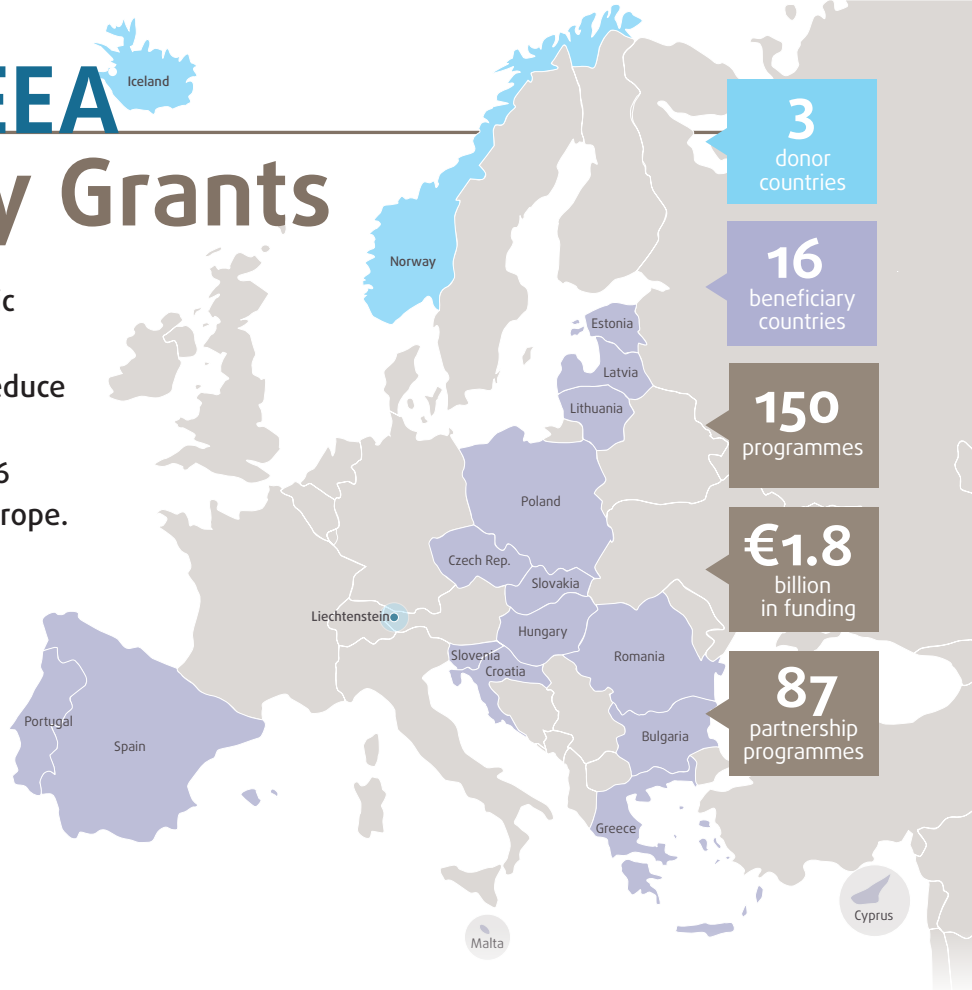 EEA
Iceland
y Grants
Norway
c
educe
6
rope.
3
donor
countries
16
beneficiary
countries
150
programmes
€1.8
billion
in funding
87
partnership
programmes
Estonia
Latvia
Lithuania
Poland
Czech Rep.
Slovakia
Liechtenstein
Hungary
Slovenia
Croatia
Romania
Portugal
Spain
Bulgaria
Greece
Cyprus
Malta